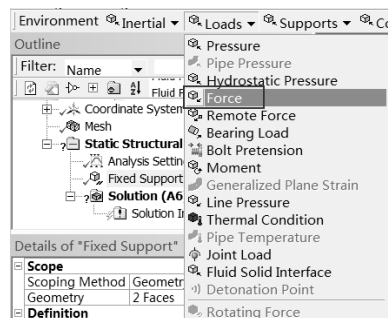 Environment Inertial Loads Supports
Outline
Filter: Name
Coordinate System
Mesh
Static Structural
Analysis Settin
Fixed Support
Solution (A6
Solution I
Details of "Fixed Support"
Scope
Scoping Method Geometr
Geometry 2 Faces
Definition
Pressure
Pipe Pressure
Hydrostatic Pressure
Force
Remote Force
Bearing Load
Bolt Pretension
Moment
Generalized Plane Strain
Line Pressure
Thermal Condition
Pipe Temperature
Joint Load
Fluid Solid Interface
Detonation Point
Rotating Force